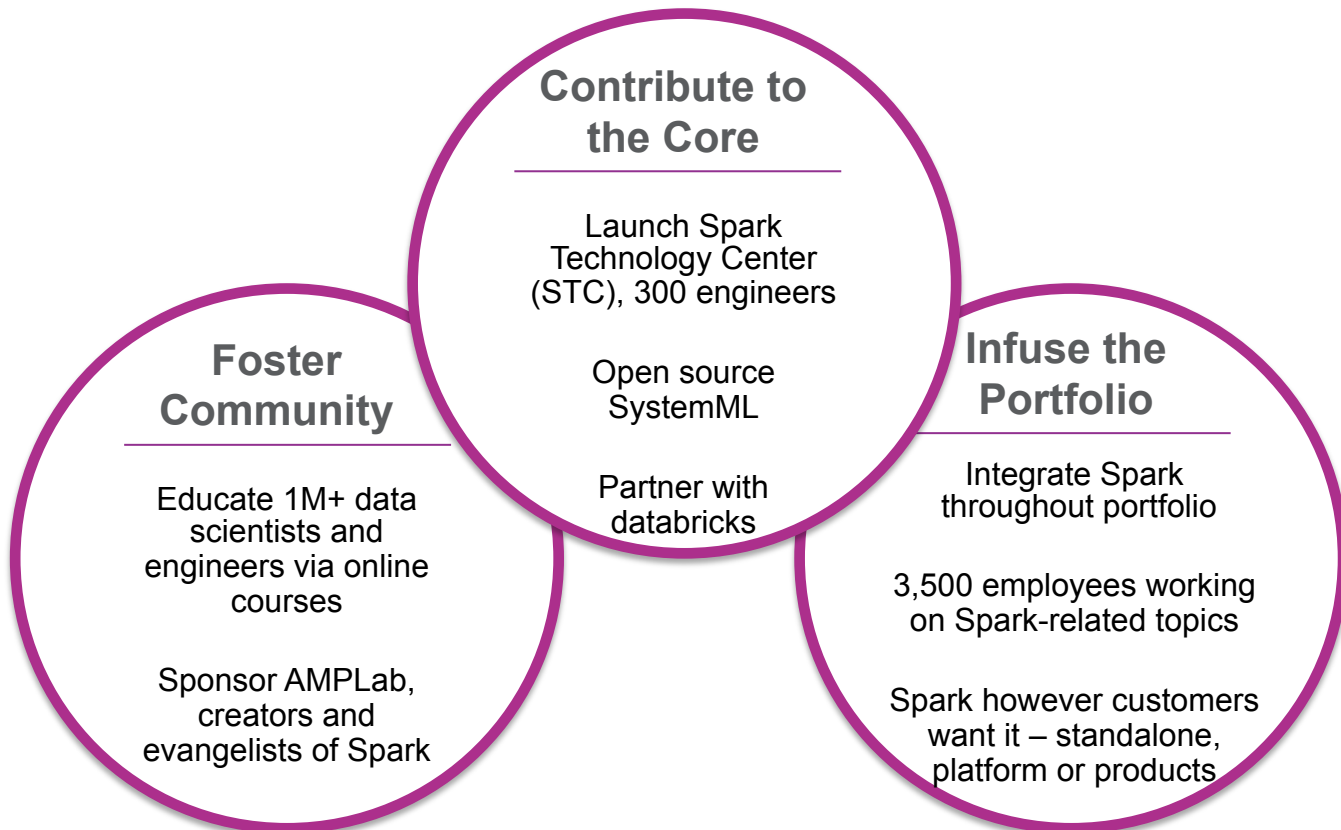 Contribute to
the Core
Launch Spark
Technology Center
(STC), 300 engineers
Open source
SystemML
Partner with
databricks
Foster
Community
Educate 1M+ data
scientists and
engineers via online
courses
Sponsor AMPLab,
creators and
evangelists of Spark
Infuse the
Portfolio
Integrate Spark
throughout portfolio
3,500 employees working
on Spark-related topics
Spark however customers
want it – standalone,
platform or products